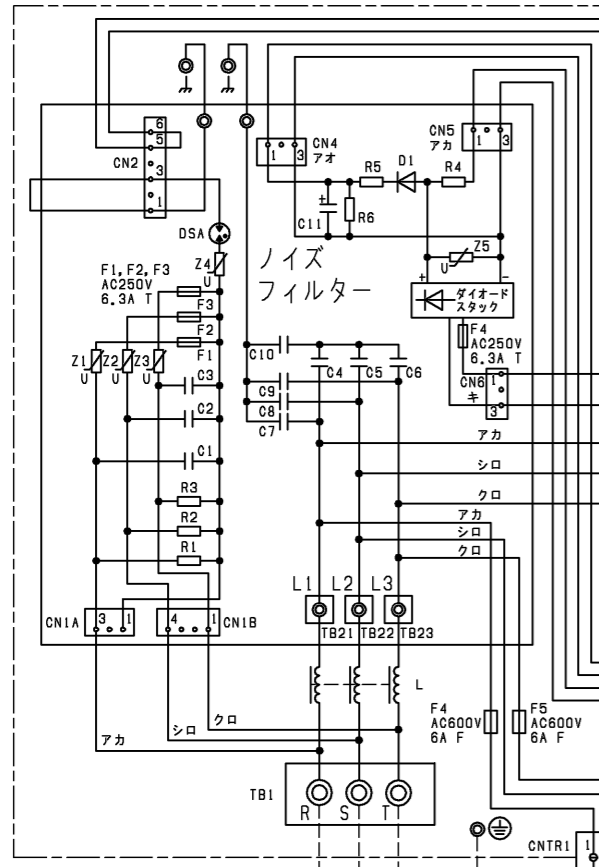 6
5
3
1
CN2
CN4
アオ
1
3
CN5
アカ
1
3
R5
D1
R4
C11
+
R6
DSA
Z4
U
ノイズ
フィルター
Z5
U
+
-
ダイオード
スタック
F1,F2,F3
AC250V
6.3A T
F3
F2
F1
F4
AC250V
6.3A T
Z1
U
Z2
U
Z3
U
C10
C4
C5
C6
C3
C9
C8
C7
C2
C1
CN6
キ
1
3
アカ
シロ
クロ
アカ
シロ
クロ
R3
R2
R1
L1
L2
L3
CN1A
3
1
4
1
CN1B
TB21
TB22
TB23
L
F4
AC600V
6A F
F5
AC600V
6A F
クロ
シロ
アカ
TB1
R
S
T
CNTR1
1